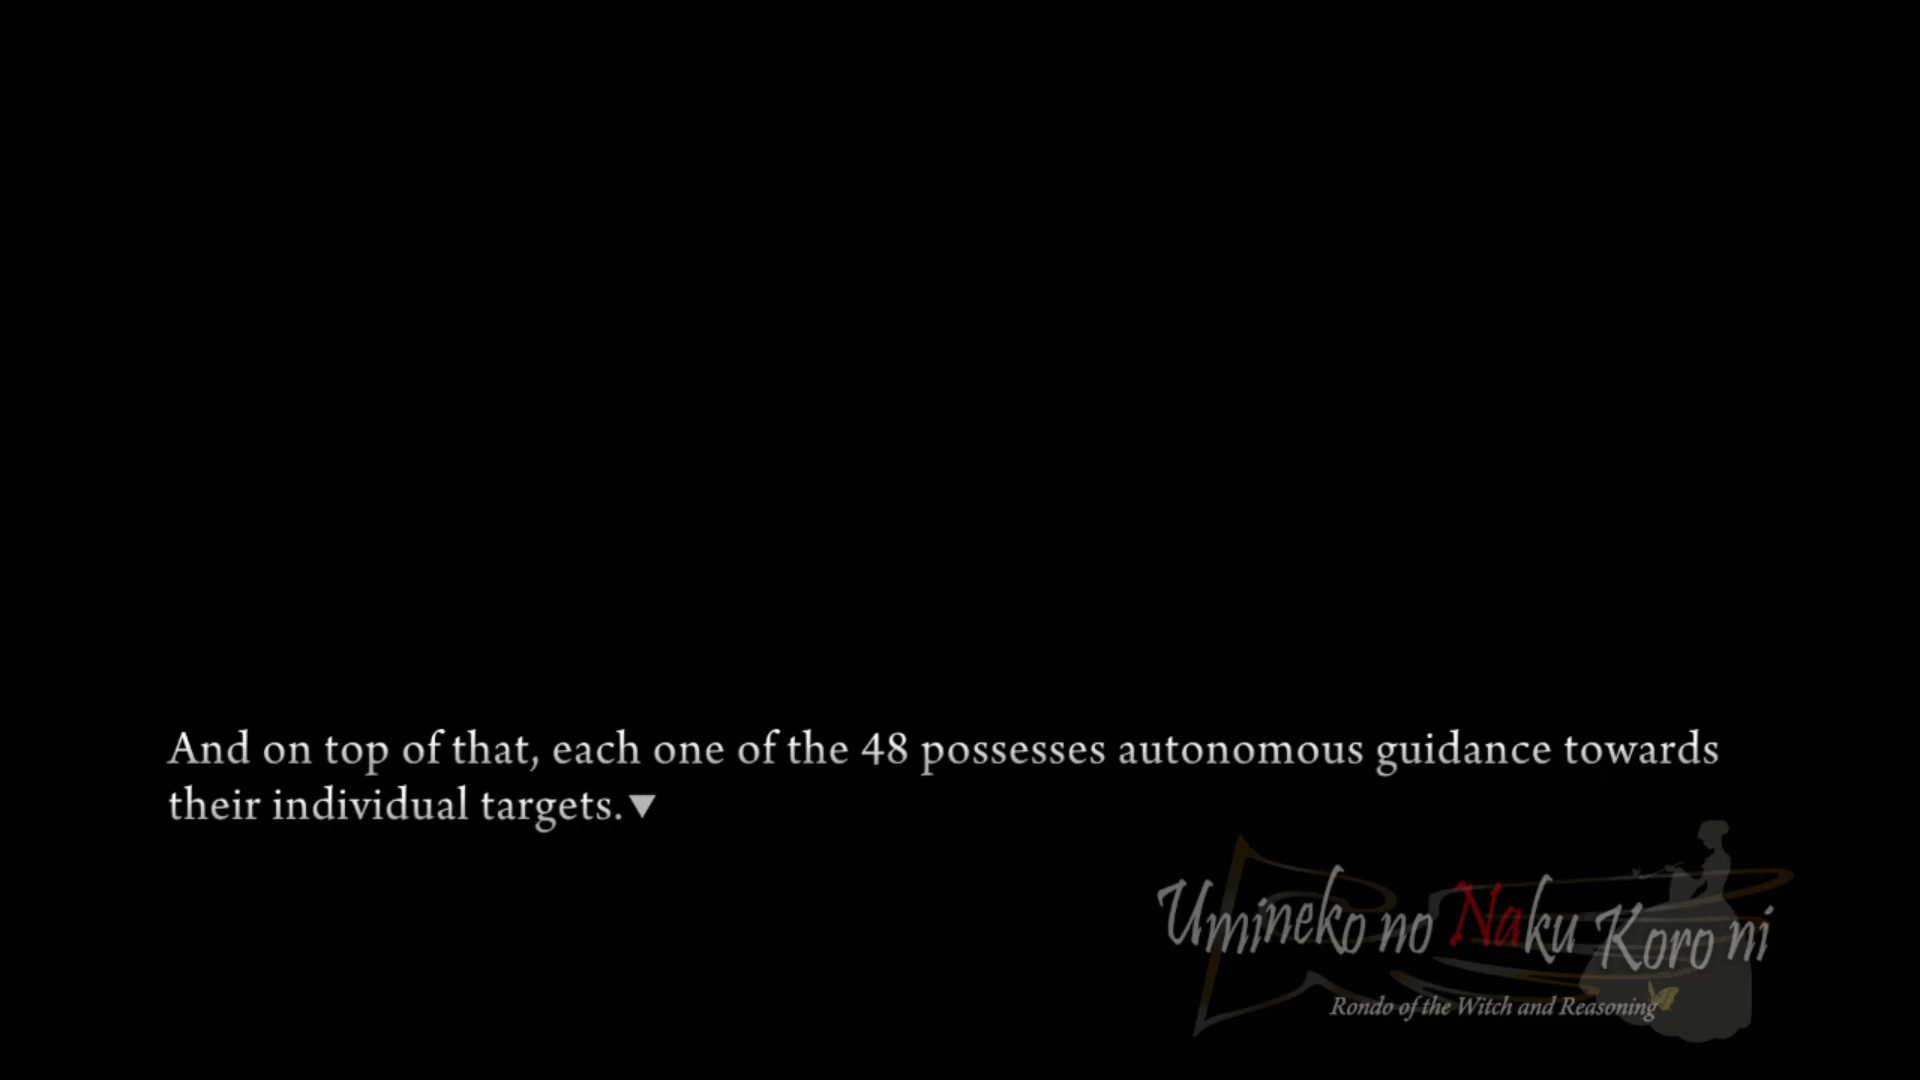 And on top of that, each one of the 48 possesses autonomous guidance towards
their individual targets.▼
Umineko no Naku Koro ni
Rondo of the Witch and Reasoning